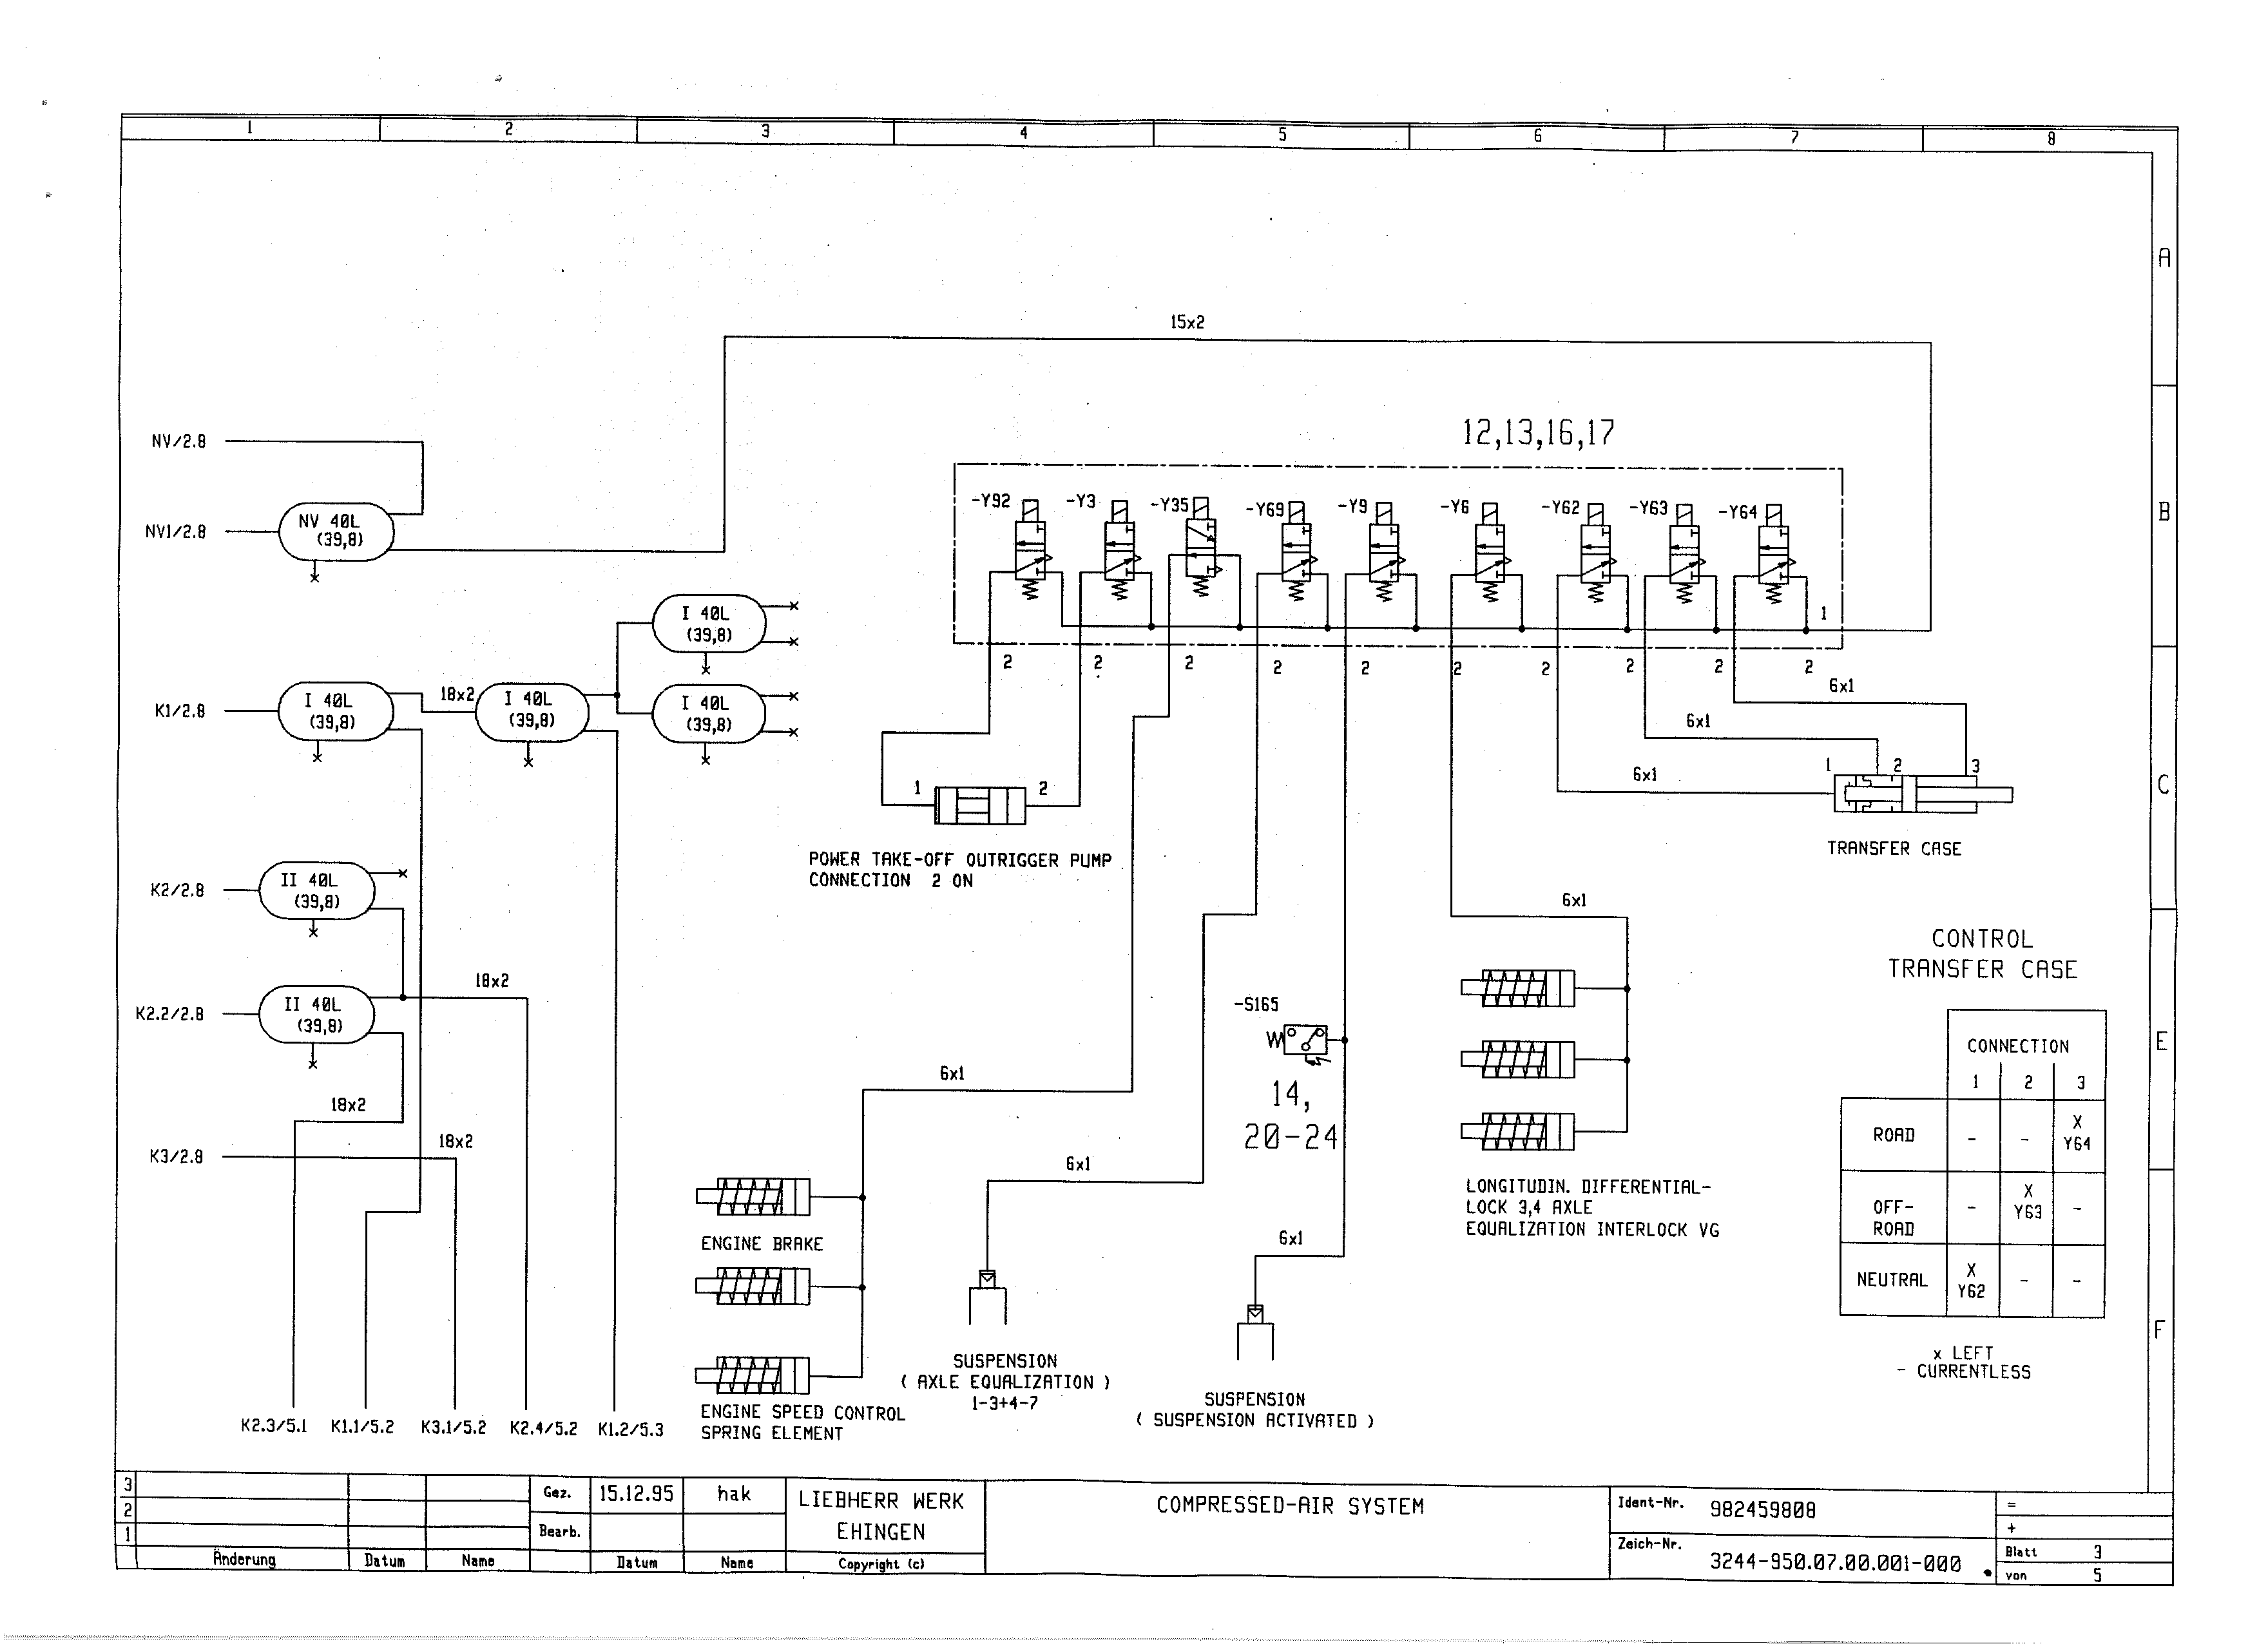 1 2 3 4 5 6 7 8
A
15x2
NV/2.8
12,13,16,17
B
NV 40L
(39,8)
NV1/2.8
-Y92 -Y3 -Y35 -Y69 -Y9 -Y6 -Y62 -Y63 -Y64
I 40L
(39,8)
1
2 2 2 2 2 2 2 2 2 2
K1/2.8
I 40L
(39,8)
18x2
I 40L
(39,8)
I 40L
(39,8)
6x1
6x1
6x1
1 2 3
C
1 2
TRANSFER CASE
POWER TAKE-OFF OUTRIGGER PUMP
CONNECTION 2 ON
K2/2.8
II 40L
(39,8)
6x1
CONTROL
TRANSFER CASE
18x2
K2.2/2.8
II 40L
(39,8)
-S165
E
CONNECTION
1 2 3
6x1
14,
20-24
18x2
18x2
K3/2.8
ROAD - - X
Y64
6x1
LONGITUDIN. DIFFERENTIAL-
LOCK 3,4 AXLE
EQUALIZATION INTERLOCK VG
OFF-
ROAD - X
Y63 -
ENGINE BRAKE
6x1
NEUTRAL X
Y62 - -
F
x LEFT
- CURRENTLESS
SUSPENSION
( AXLE EQUALIZATION )
1-3+4-7
SUSPENSION
( SUSPENSION ACTIVATED )
ENGINE SPEED CONTROL
SPRING ELEMENT
K2.3/5.1 K1.1/5.2 K3.1/5.2 K2.4/5.2 K1.2/5.3
3
2
1
Änderung Datum Name
Gez. 15.12.95 hak
Bearb.
Datum Name
LIEBHERR WERK
EHINGEN
Copyright (c)
COMPRESSED-AIR SYSTEM
Ident-Nr. 982459808
Zeich-Nr. 3244-950.07.00.001-000
=
+
Blatt 3
von 5